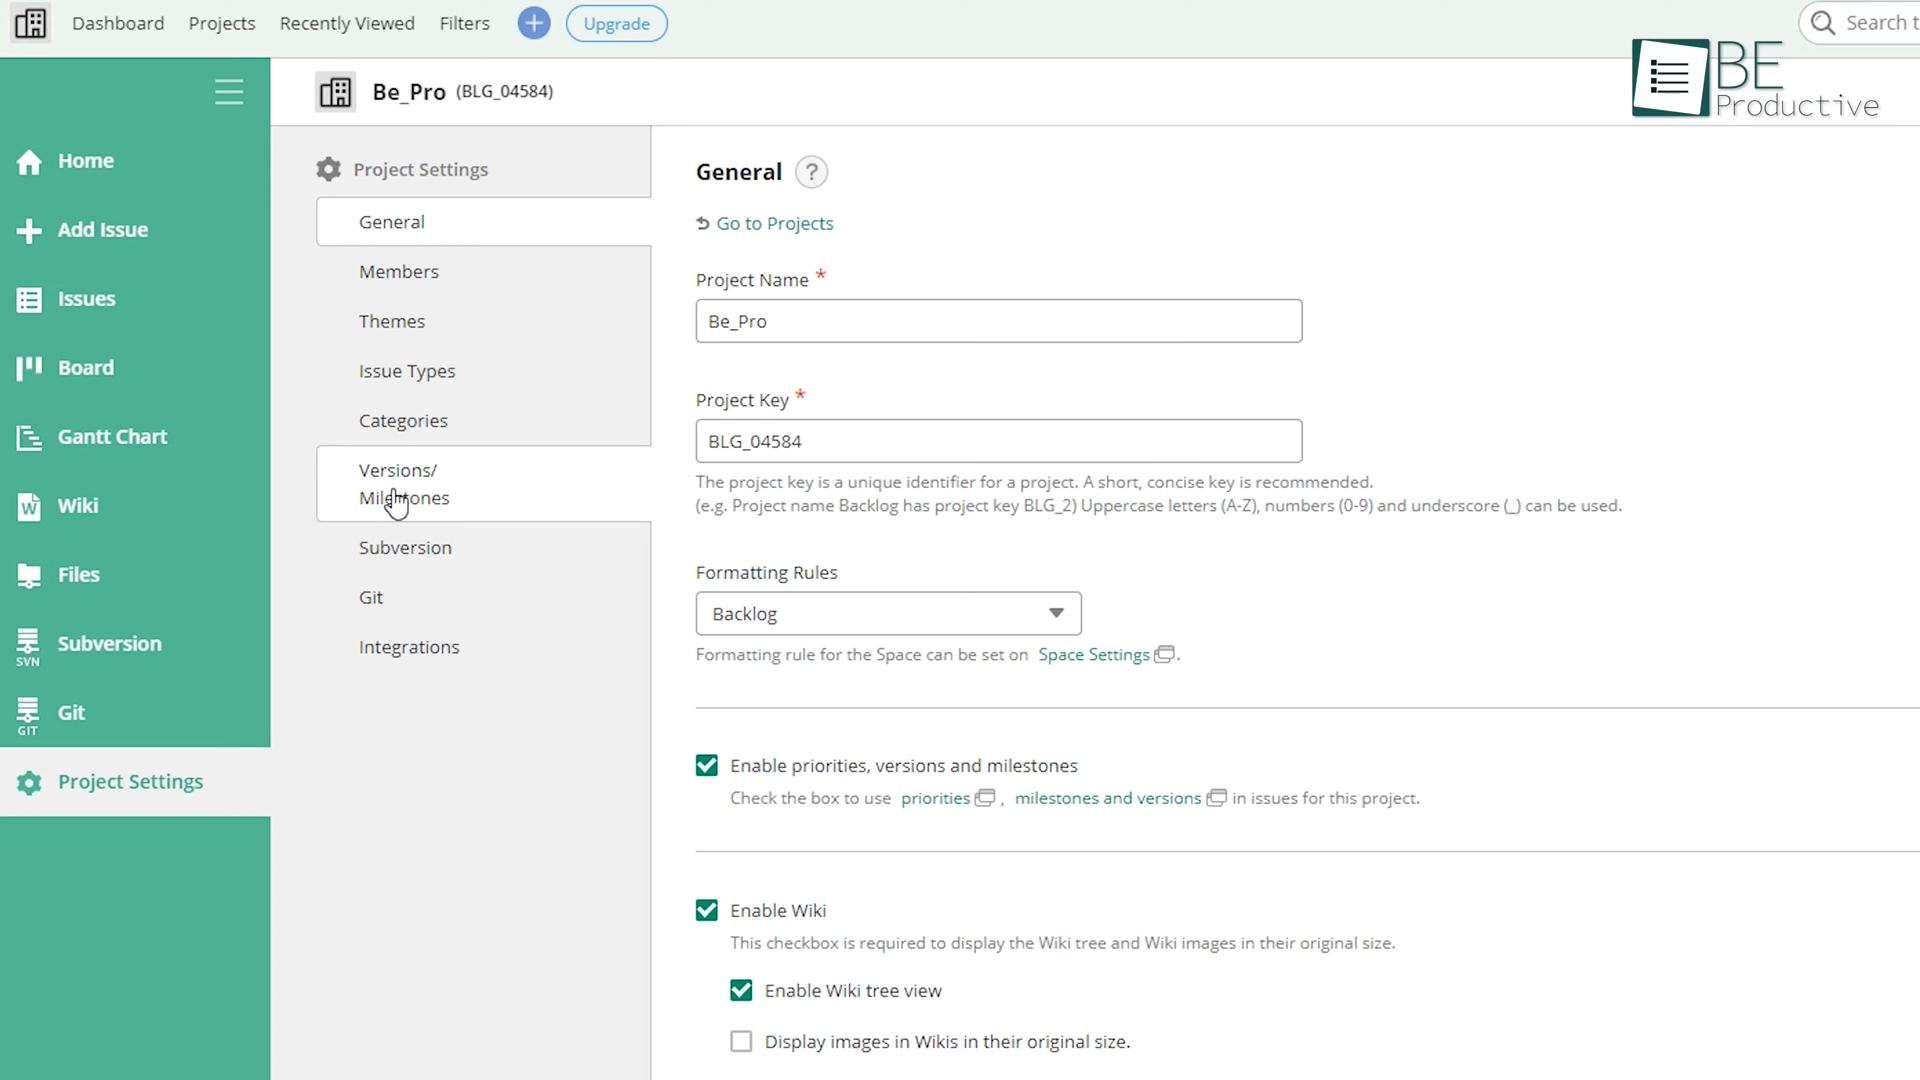 Dashboard
Projects
Recently Viewed
Filters
Upgrade
Search t
BE
Productive
Be_Pro (BLG_04584)
Home
Add Issue
Issues
Board
Gantt Chart
Wiki
Files
SVN
Subversion
GIT
Git
Project Settings
Project Settings
General
Members
Themes
Issue Types
Categories
Versions/
Milestones
Subversion
Git
Integrations
General ?
Go to Projects
Project Name *
Be_Pro
Project Key *
BLG_04584
The project key is a unique identifier for a project. A short, concise key is recommended.
(e.g. Project name Backlog has project key BLG_2) Uppercase letters (A-Z), numbers (0-9) and underscore (_) can be used.
Formatting Rules
Backlog
Formatting rule for the Space can be set on Space Settings .
Enable priorities, versions and milestones
Check the box to use priorities , milestones and versions in issues for this project.
Enable Wiki
This checkbox is required to display the Wiki tree and Wiki images in their original size.
Enable Wiki tree view
Display images in Wikis in their original size.